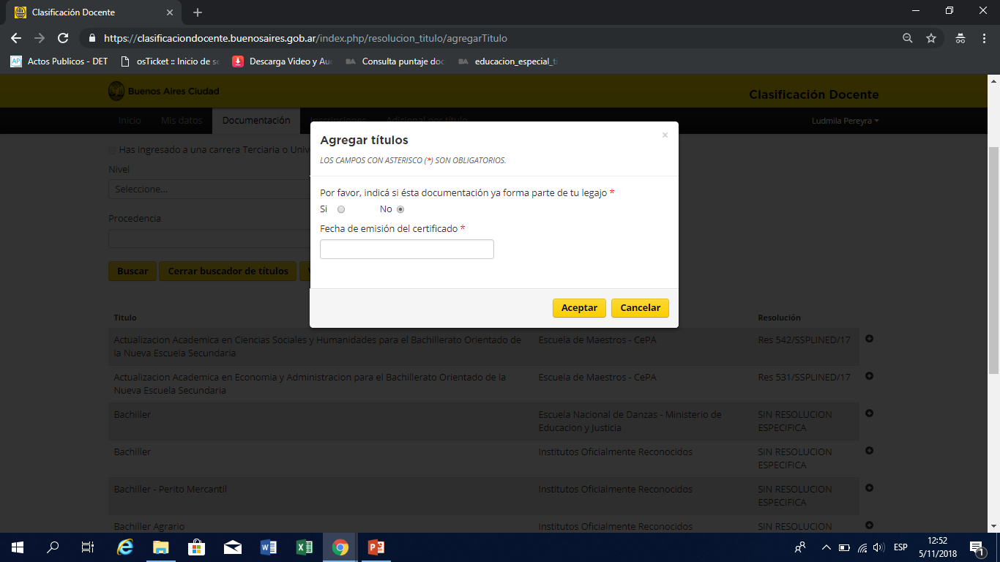 Clasificación Docente
https://clasificaciondocente.buenosaires.gob.ar/index.php/resolucion_titulo/agregarTitulo
AP Actos Publicos - DET
osTicket :: Inicio de se
Descarga Video y Au
BA Consulta puntaje doc
BA educacion_especial_ti
Buenos Aires Ciudad
Clasificación Docente
Inicio Mis datos Documentación Inscripciones Adicional por título
Ludmila Pereyra
Has ingresado a una carrera Terciaria o Univ
Nivel
Seleccione...
Procedencia
Buscar Cerrar buscador de títulos V
Agregar títulos
LOS CAMPOS CON ASTERISCO (*) SON OBLIGATORIOS.
Por favor, indicá si ésta documentación ya forma parte de tu legajo *
Si No
Fecha de emisión del certificado *
Aceptar Cancelar
Titulo Resolución
Actualizacion Academica en Ciencias Sociales y Humanidades para el Bachillerato Orientado de Escuela de Maestros - CePA Res 542/SSPLINED/17
la Nueva Escuela Secundaria
Actualizacion Academica en Economia y Administracion para el Bachillerato Orientado de la Escuela de Maestros - CePA Res 531/SSPLINED/17
Nueva Escuela Secundaria
Bachiller Escuela Nacional de Danzas - Ministerio de SIN RESOLUCION
Educacion y Justicia ESPECIFICA
Bachiller Institutos Oficialmente Reconocidos SIN RESOLUCION
ESPECIFICA
Bachiller - Perito Mercantil Institutos Oficialmente Reconocidos SIN RESOLUCION
ESPECIFICA
Bachiller Agrario Institutos Oficialmente Reconocidos SIN RESOLUCION
ESP
12:52
5/11/2018
1